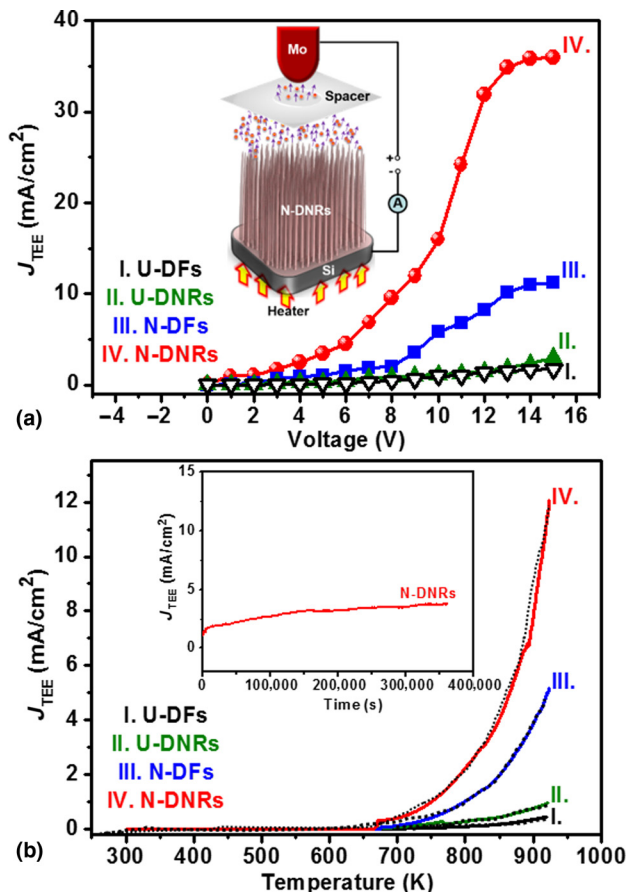 40
30
20
10
0
J_TEE (mA/cm²)
Mo
Spacer
+
-
A
N-DNRs
Si
Heater
IV.
III.
II.
I.
I. U-DFs
II. U-DNRs
III. N-DFs
IV. N-DNRs
−4 −2 0 2 4 6 8 10 12 14 16
(a)
Voltage (V)
12
10
8
6
4
2
0
J_TEE (mA/cm²)
15
10
5
0
J_TEE (mA/cm²)
N-DNRs
0 100,000 200,000 300,000 400,000
Time (s)
IV.
III.
II.
I.
I. U-DFs
II. U-DNRs
III. N-DFs
IV. N-DNRs
300 400 500 600 700 800 900 1000
(b)
Temperature (K)